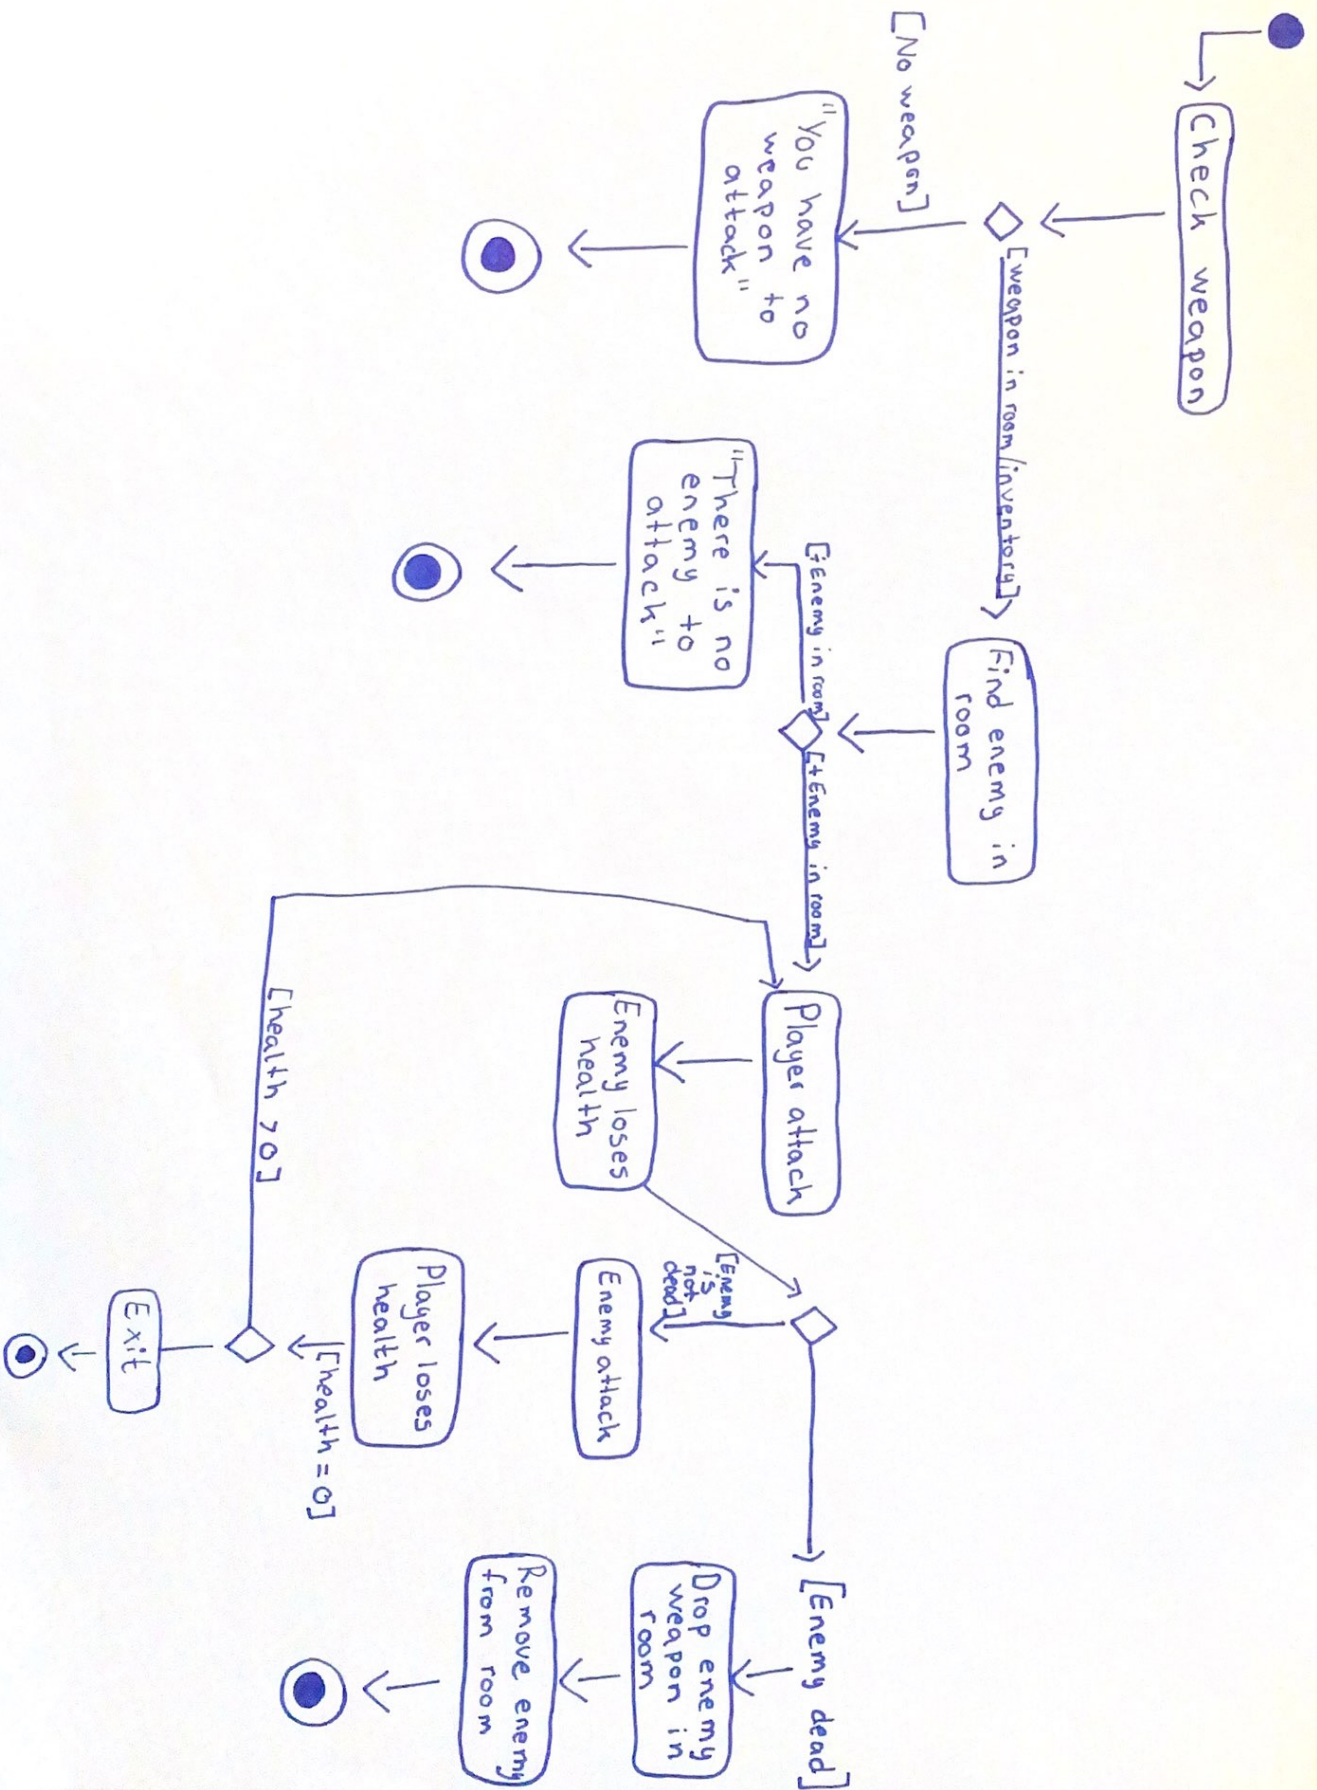 Check weapon
[No weapon]
[weapon in room/inventory]
"You have no
weapon to
attack"
Find enemy in
room
[÷Enemy in room]
[+Enemy in room]
"There is no
enemy to
attack"
Player attack
Enemy loses
health
[Enemy
is
not
dead]
[Enemy dead]
Enemy attack
Player loses
health
[health = 0]
[health > 0]
Exit
Drop enemy
weapon in
room
Remove enemy
from room